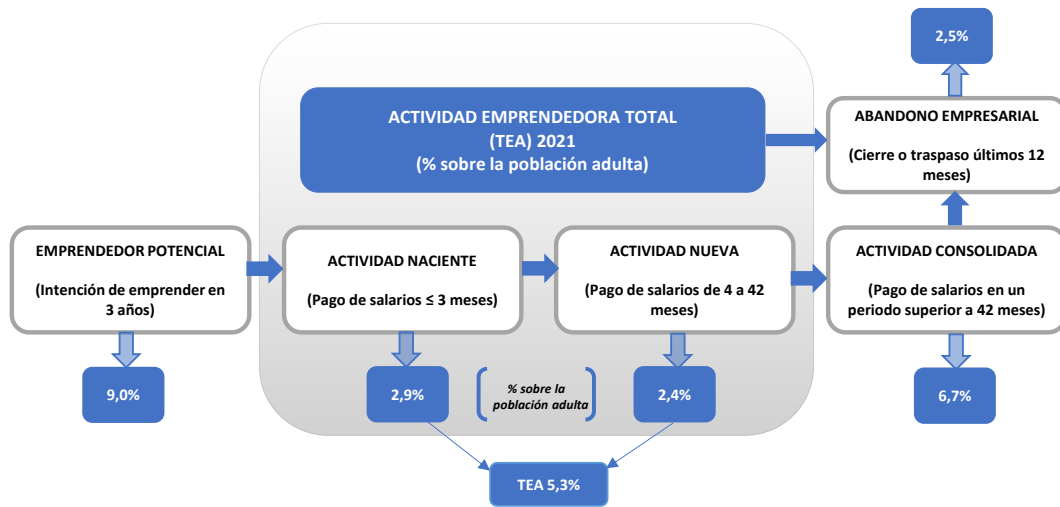 2,5%
ACTIVIDAD EMPRENDEDORA TOTAL
(TEA) 2021
(% sobre la población adulta)
ABANDONO EMPRESARIAL
(Cierre o traspaso últimos 12
meses)
EMPRENDEDOR POTENCIAL
(Intención de emprender en
3 años)
ACTIVIDAD NACIENTE
(Pago de salarios ≤ 3 meses)
ACTIVIDAD NUEVA
(Pago de salarios de 4 a 42
meses)
ACTIVIDAD CONSOLIDADA
(Pago de salarios en un
periodo superior a 42 meses)
9,0%
2,9%
% sobre la
población adulta
2,4%
6,7%
TEA 5,3%